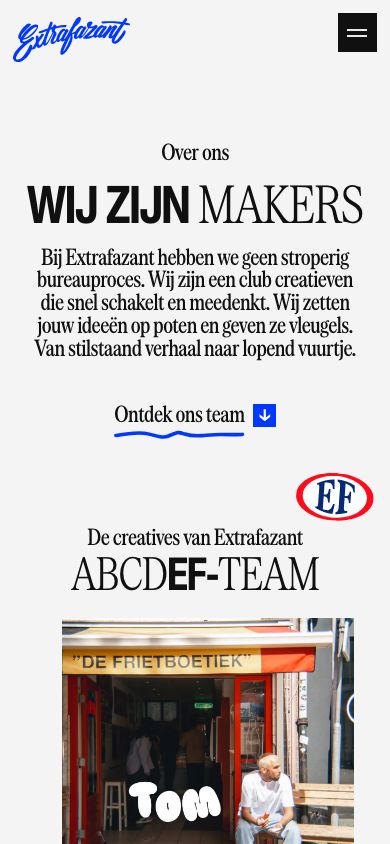 Extrafazant
Over ons
WIJ ZIJN MAKERS
Bij Extrafazant hebben we geen stroperig
bureauproces. Wij zijn een club creatieven
die snel schakelt en meedenkt. Wij zetten
jouw ideeën op poten en geven ze vleugels.
Van stilstaand verhaal naar lopend vuurtje.
Ontdek ons team
EF
De creatives van Extrafazant
ABCDEF-TEAM
"DE FRIETBOETIEK"
Tom